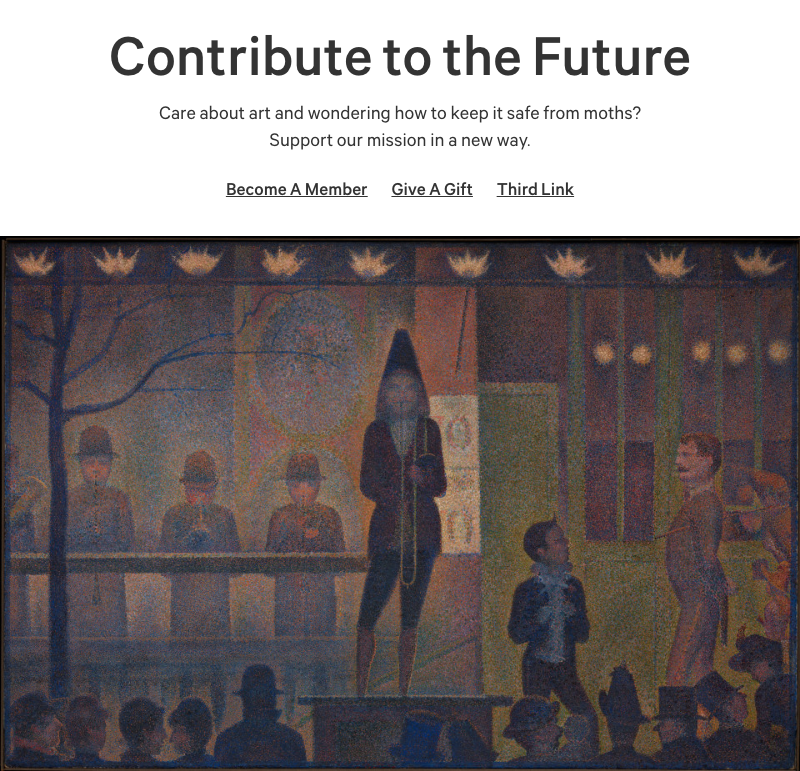 Contribute to the Future
Care about art and wondering how to keep it safe from moths?
Support our mission in a new way.
Become A Member Give A Gift Third Link